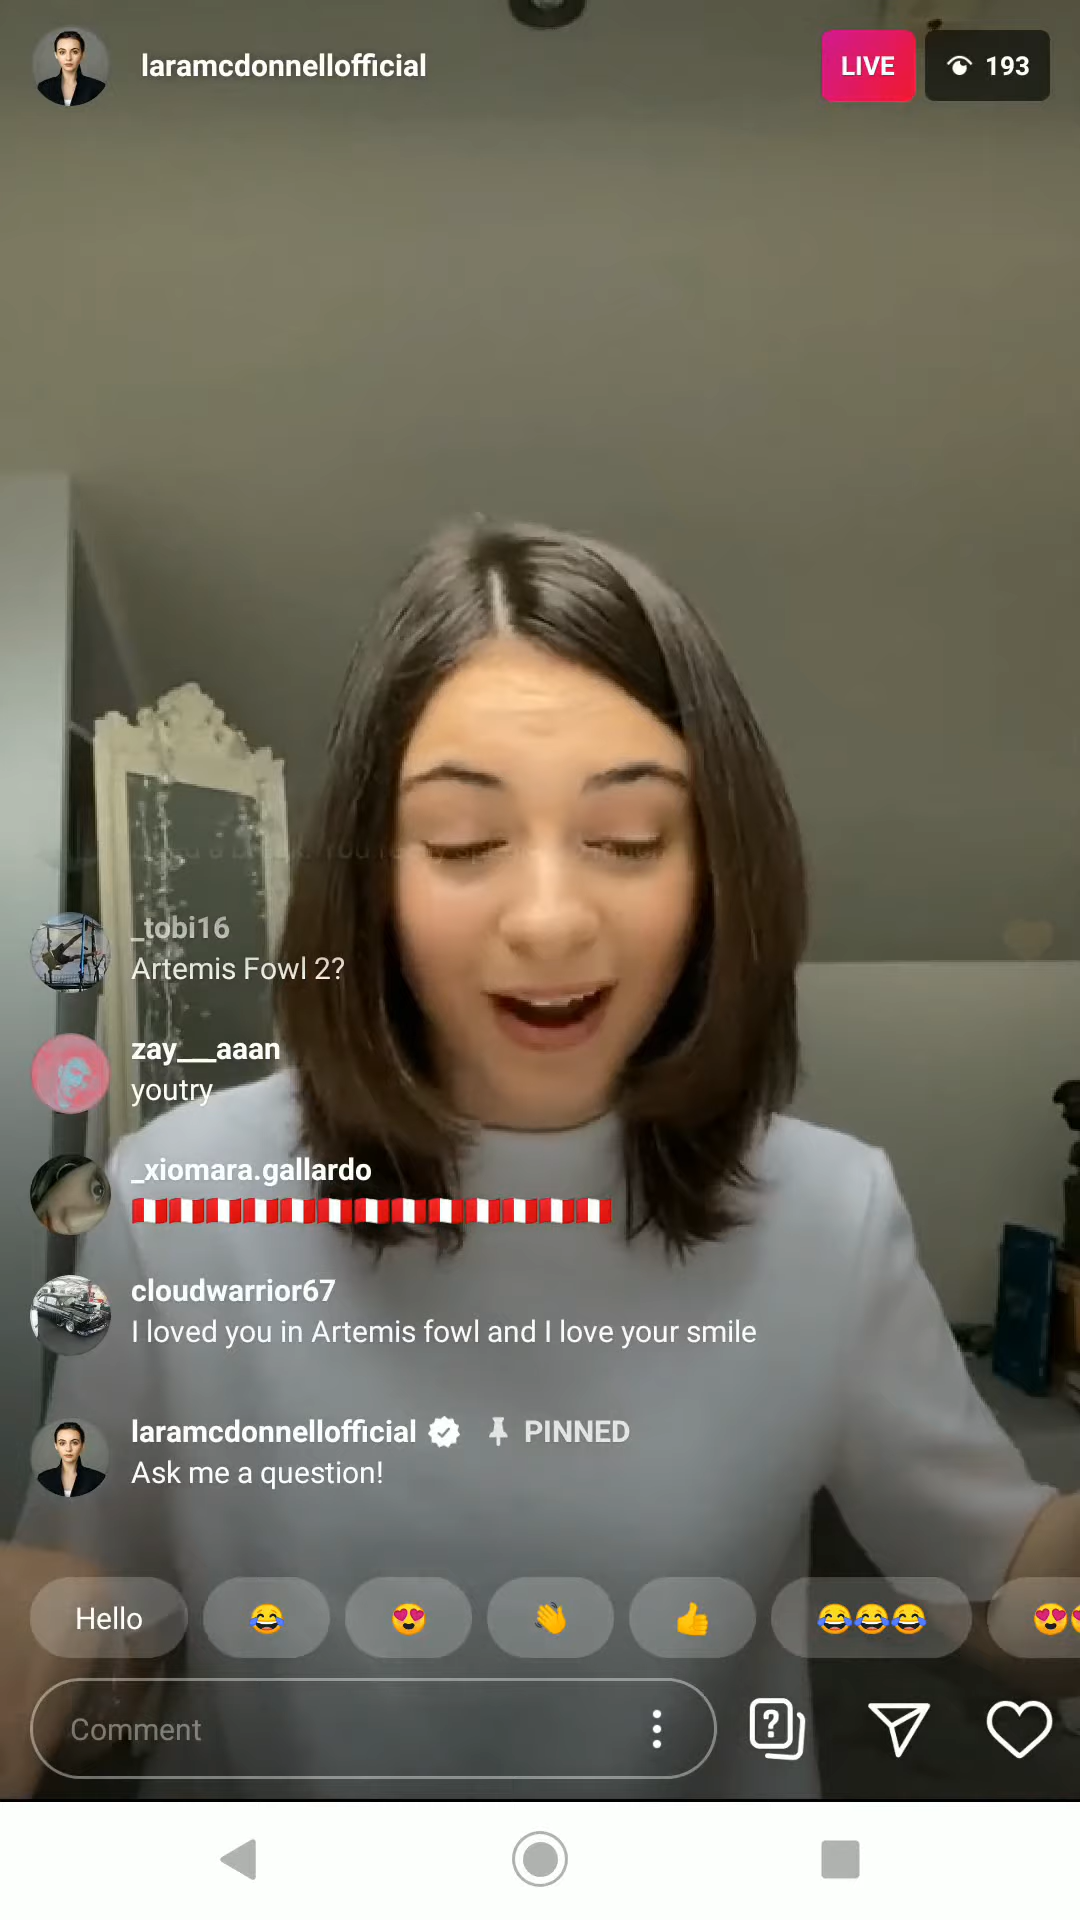 laramcdonnellofficial
LIVE
193
_tobi16
Artemis Fowl 2?
zay___aaan
youtry
_xiomara.gallardo
🇵🇪🇵🇪🇵🇪🇵🇪🇵🇪🇵🇪🇵🇪🇵🇪🇵🇪🇵🇪🇵🇪🇵🇪🇵🇪
cloudwarrior67
I loved you in Artemis fowl and I love your smile
laramcdonnellofficial PINNED
Ask me a question!
Hello 😂 😍 👋 👍 😂😂😂 😍
Comment